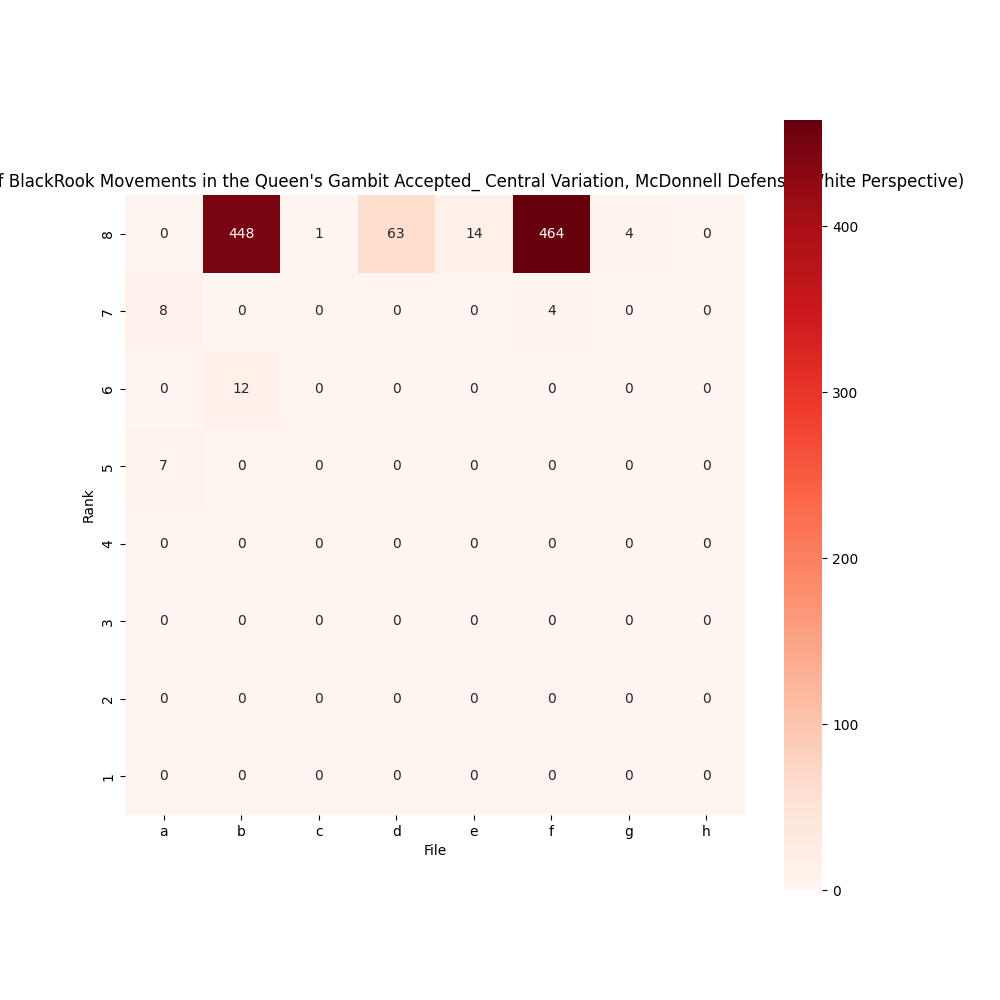 f BlackRook Movements in the Queen's Gambit Accepted_ Central Variation, McDonnell Defens hite Perspective)
8 0 448 1 63 14 464 4 0
7 8 0 0 0 0 4 0 0
6 0 12 0 0 0 0 0 0
5 7 0 0 0 0 0 0 0
4 0 0 0 0 0 0 0 0
3 0 0 0 0 0 0 0 0
2 0 0 0 0 0 0 0 0
1 0 0 0 0 0 0 0 0
Rank
a b c d e f g h
File
400
300
200
100
0